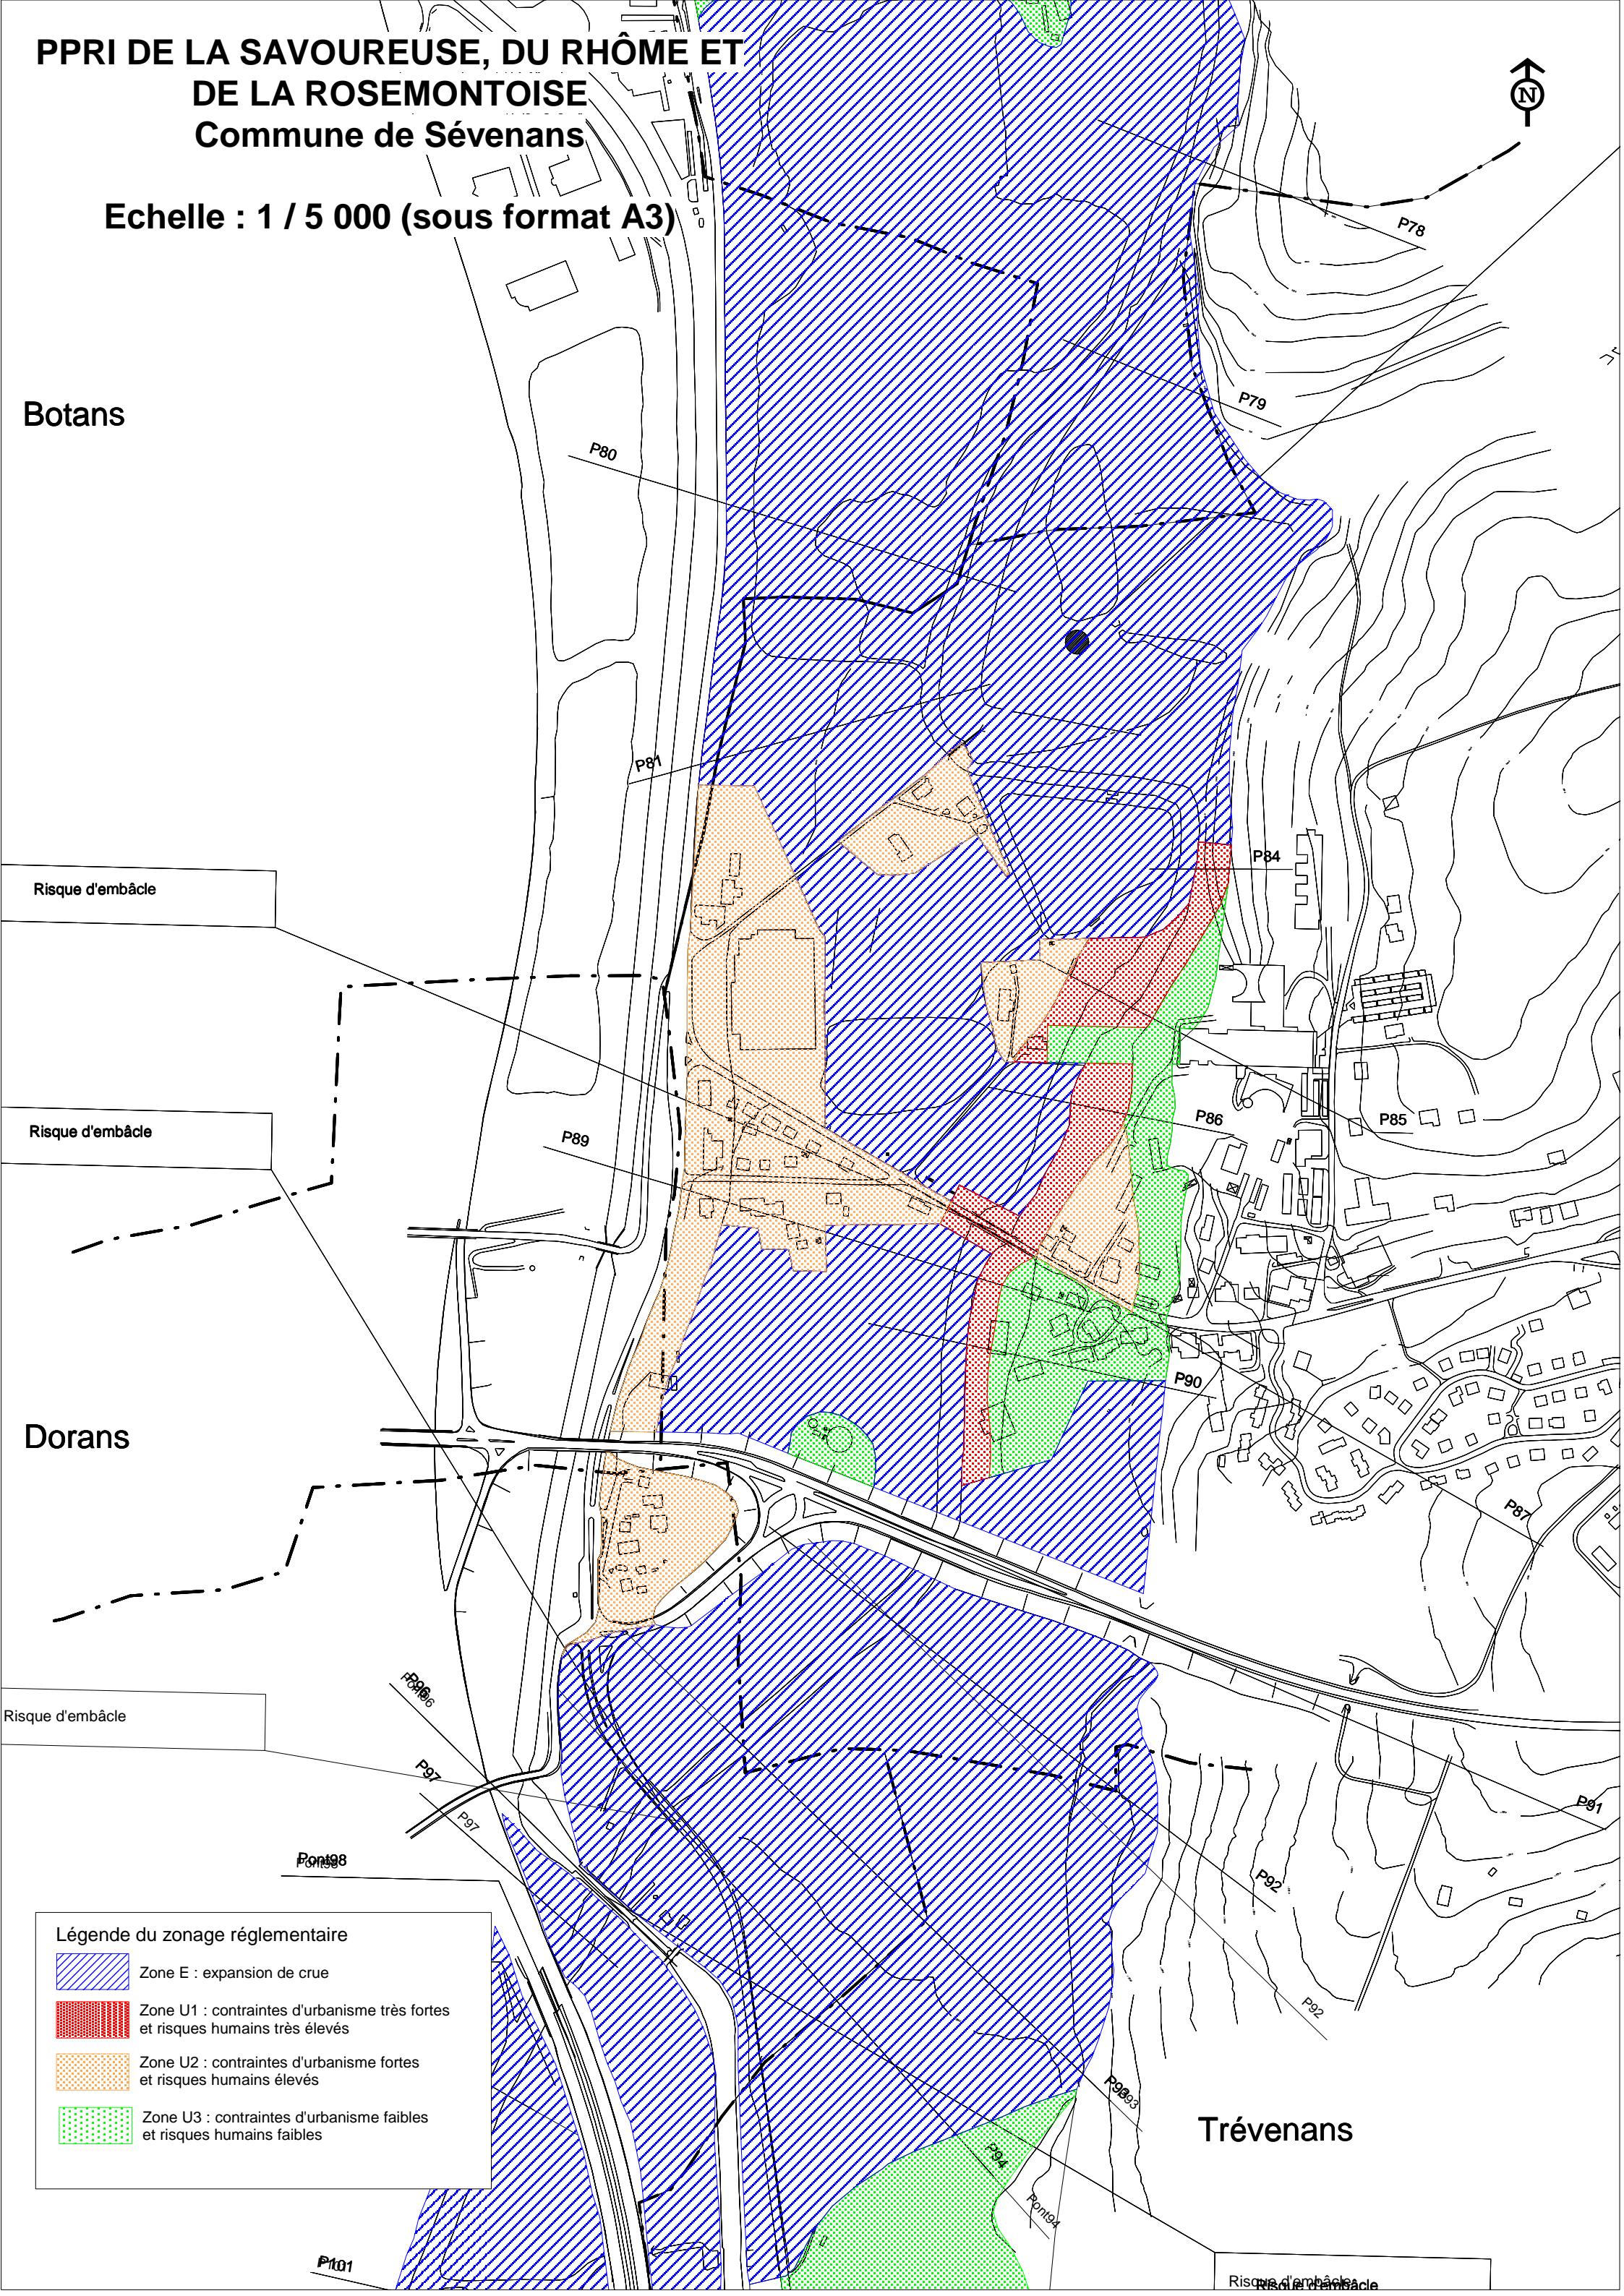 PPRI DE LA SAVOUREUSE, DU RHÔME ET
DE LA ROSEMONTOISE
Commune de Sévenans
Echelle : 1 / 5 000 (sous format A3)
N
P78
P79
Botans
P80
P81
P84
Risque d'embâcle
P85
P86
Risque d'embâcle
P89
P90
Dorans
P87
P96
Risque d'embâcle
P97
P97
P91
Pont98
P92
P92
Légende du zonage réglementaire
Zone E : expansion de crue
Zone U1 : contraintes d'urbanisme très fortes
et risques humains très élevés
Zone U2 : contraintes d'urbanisme fortes
et risques humains élevés
Zone U3 : contraintes d'urbanisme faibles
et risques humains faibles
P93
Trévenans
P94
Pont94
P101
Risque d'embâcle